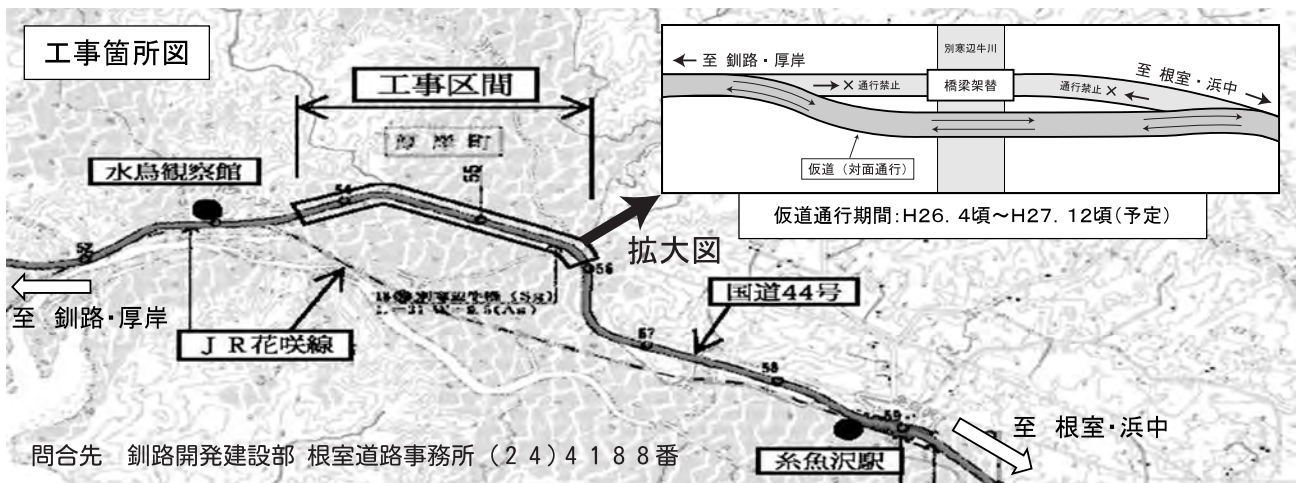 工事箇所図
工事区間
厚岸町
水鳥観察館
54
55
52
56
57
58
59
至 釧路・厚岸
JR花咲線
国道44号
拡大図
糸魚沢駅
至 根室・浜中
問合先 釧路開発建設部 根室道路事務所 (24)4188番
← 至 釧路・厚岸
別寒辺牛川
→× 通行禁止
橋梁架替
通行禁止 ×←
至 根室・浜中
仮道(対面通行)
仮道通行期間:H26.4頃~H27.12頃(予定)